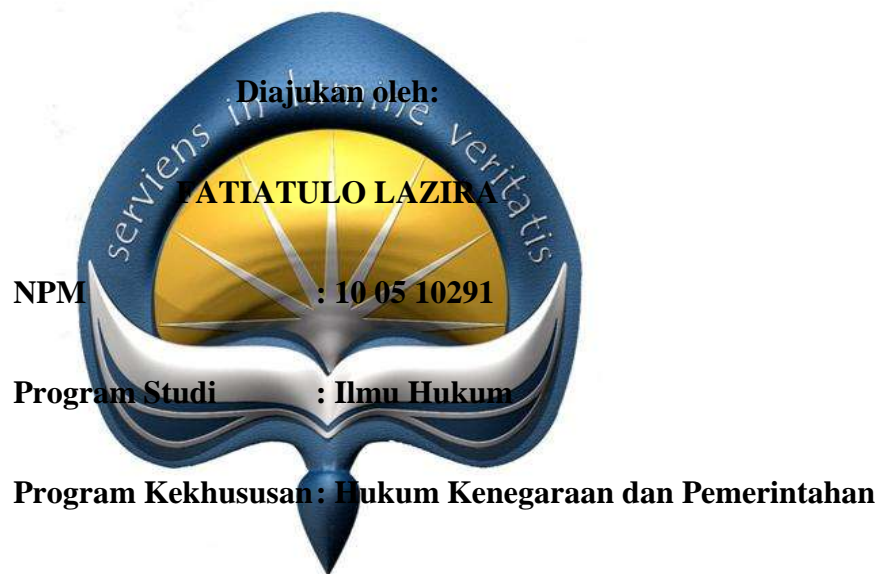 Diajukan oleh:
serviens in lumine veritatis
FATIATULO LAZIRA
NPM : 10 05 10291
Program Studi : Ilmu Hukum
Program Kekhususan : Hukum Kenegaraan dan Pemerintahan